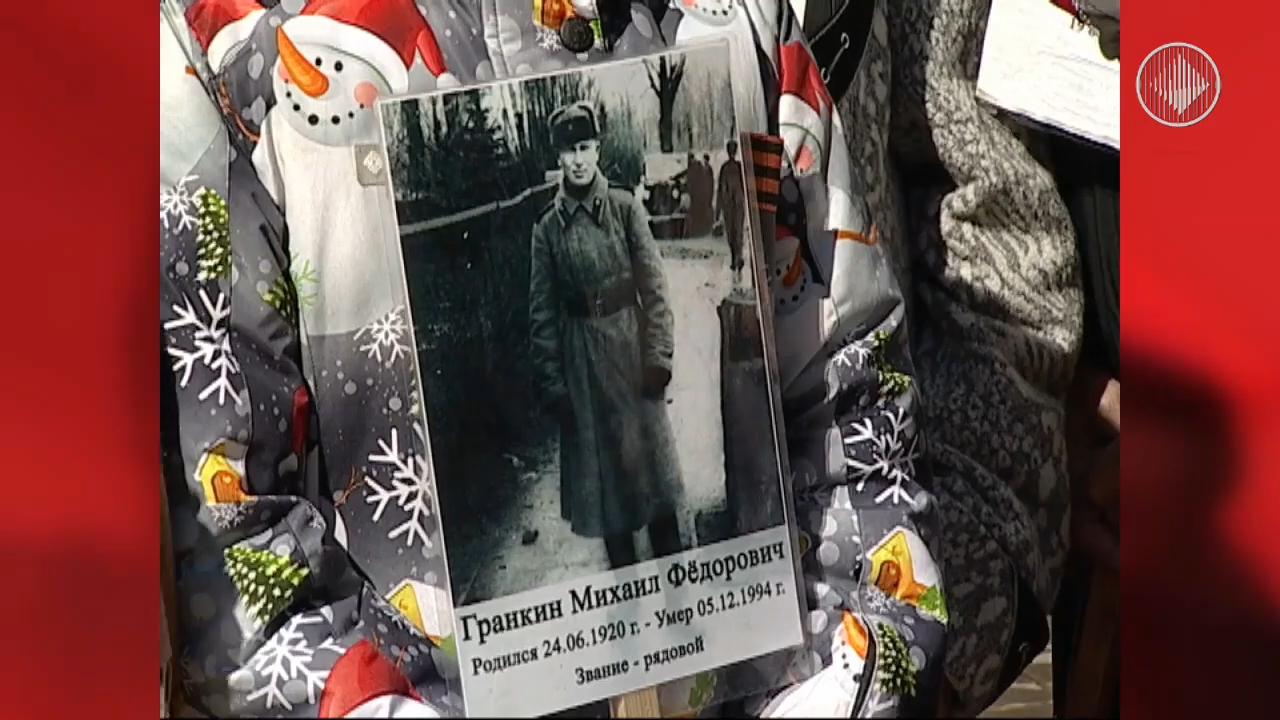 Гранкин Михаил Фёдорович
Родился 24.06.1920 г. - Умер 05.12.1994 г.
Звание - рядовой